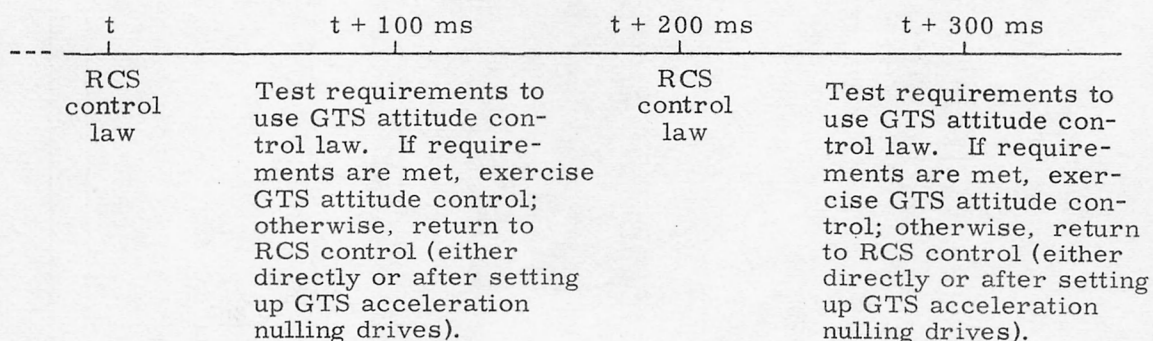 t
t + 100 ms
t + 200 ms
t + 300 ms
RCS
control
law
Test requirements to
use GTS attitude con-
trol law. If require-
ments are met, exercise
GTS attitude control;
otherwise, return to
RCS control (either
directly or after setting
up GTS acceleration
nulling drives).
RCS
control
law
Test requirements to
use GTS attitude con-
trol law. If require-
ments are met, exer-
cise GTS attitude con-
trol; otherwise, return
to RCS control (either
directly or after setting
up GTS acceleration
nulling drives).